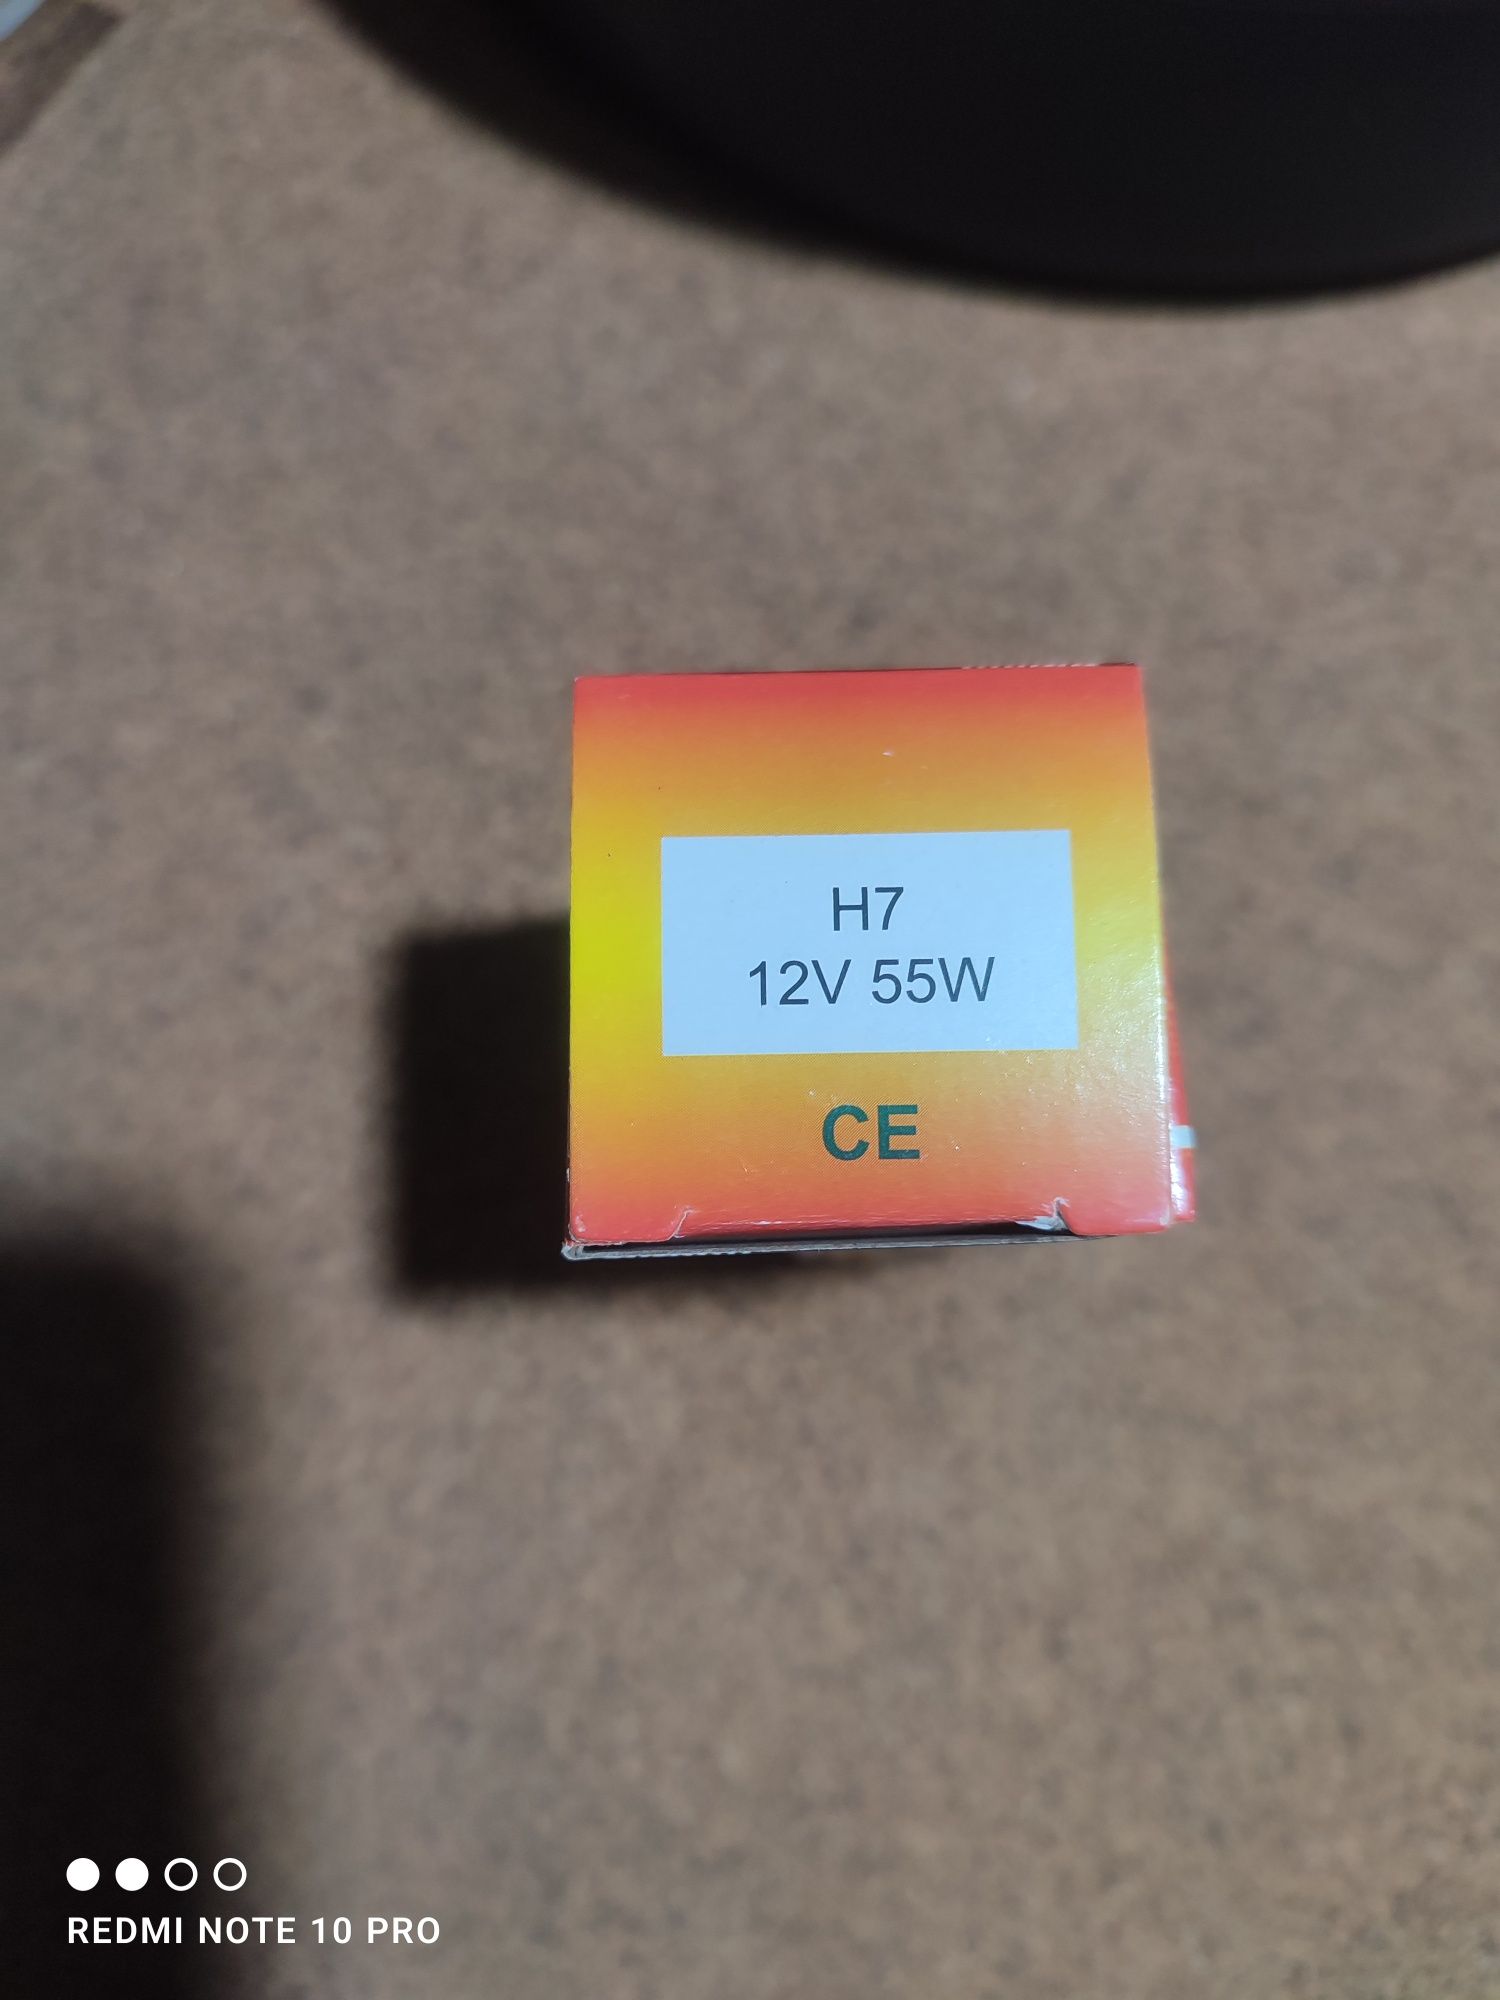 H7
12V 55W
CE
REDMI NOTE 10 PRO